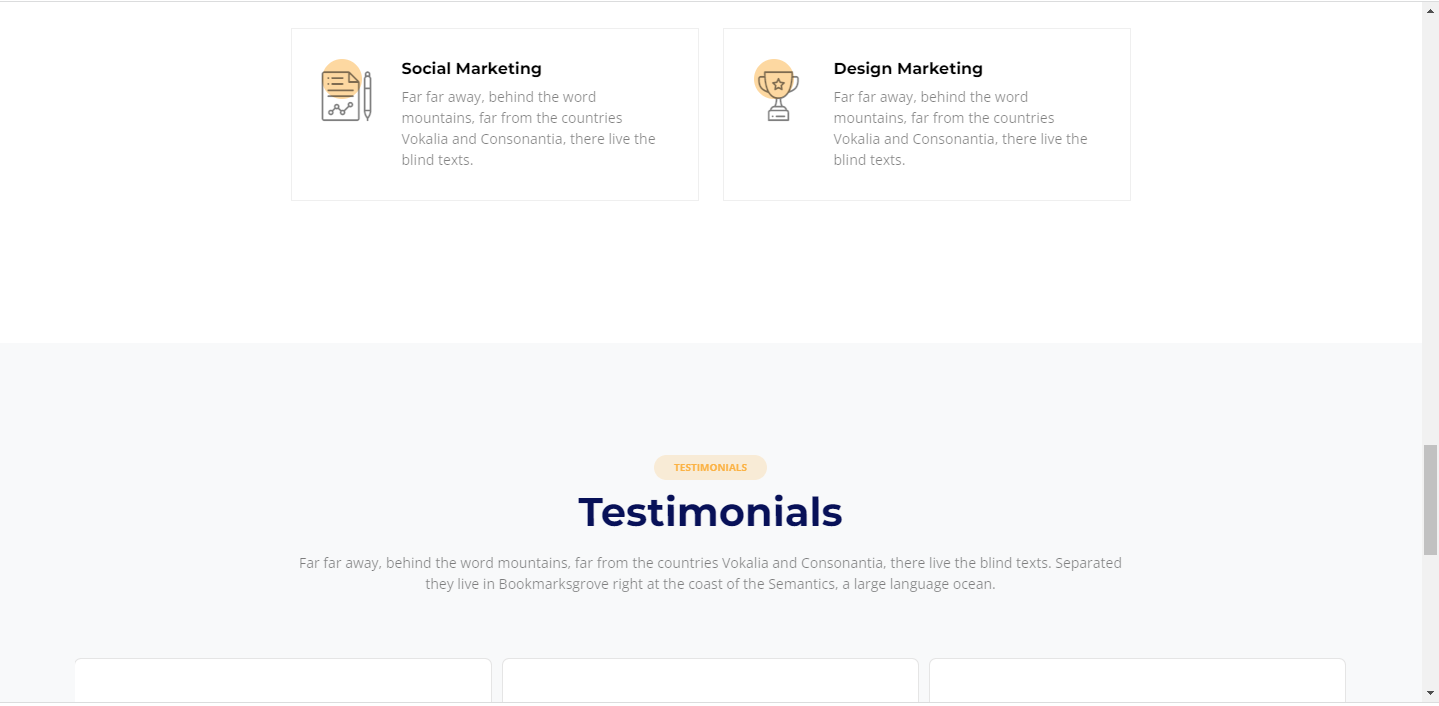 Social Marketing
Far far away, behind the word
mountains, far from the countries
Vokalia and Consonantia, there live the
blind texts.
Design Marketing
Far far away, behind the word
mountains, far from the countries
Vokalia and Consonantia, there live the
blind texts.
TESTIMONIALS
Testimonials
Far far away, behind the word mountains, far from the countries Vokalia and Consonantia, there live the blind texts. Separated
they live in Bookmarksgrove right at the coast of the Semantics, a large language ocean.